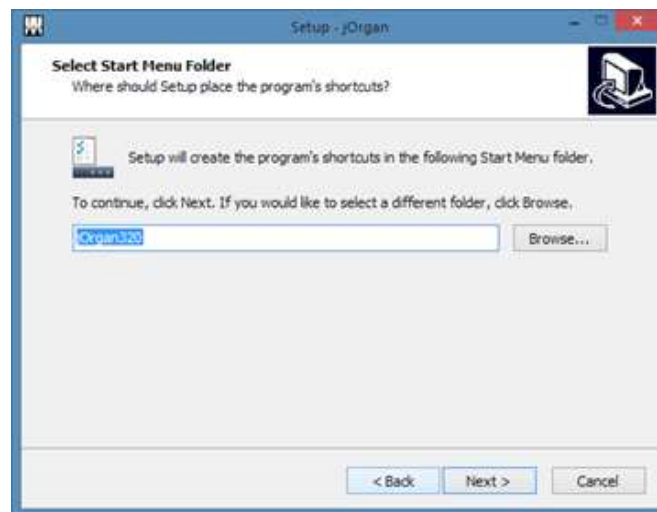 Setup - jOrgan
Select Start Menu Folder
Where should Setup place the program's shortcuts?
Setup will create the program's shortcuts in the following Start Menu folder.
To continue, click Next. If you would like to select a different folder, click Browse.
jOrgan320
Browse...
< Back
Next >
Cancel